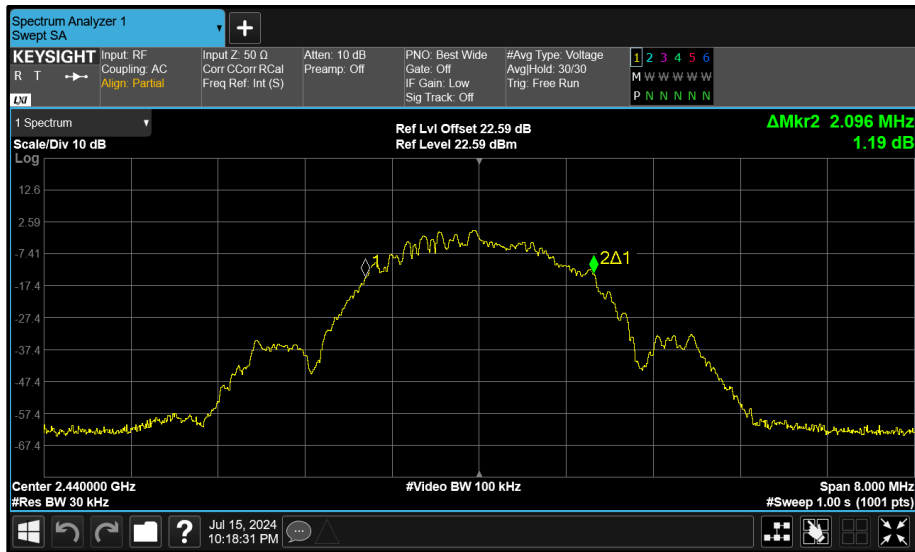 Spectrum Analyzer 1
Swept SA
+
KEYSIGHT
R T
LXI
Input: RF
Coupling: AC
Align: Partial
Input Z: 50 Ω
Corr CCorr RCal
Freq Ref: Int (S)
Atten: 10 dB
Preamp: Off
PNO: Best Wide
Gate: Off
IF Gain: Low
Sig Track: Off
#Avg Type: Voltage
Avg|Hold: 30/30
Trig: Free Run
1 2 3 4 5 6
M W W W W W
P N N N N N
1 Spectrum
Scale/Div 10 dB
Ref Lvl Offset 22.59 dB
Ref Level 22.59 dBm
ΔMkr2 2.096 MHz
1.19 dB
Log
12.6
2.59
-7.41
-17.4
-27.4
-37.4
-47.4
-57.4
-67.4
1
2Δ1
Center 2.440000 GHz
#Res BW 30 kHz
#Video BW 100 kHz
Span 8.000 MHz
#Sweep 1.00 s (1001 pts)
?
Jul 15, 2024
10:18:31 PM